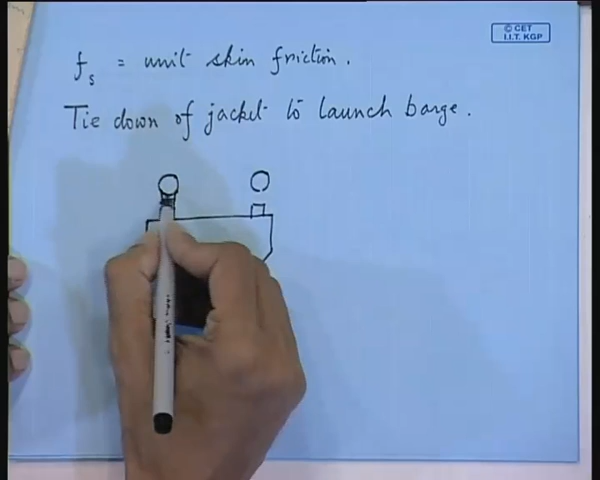 © CET
I.I.T. KGP
fs = unit skin friction.
Tie down of jacket to launch barge.